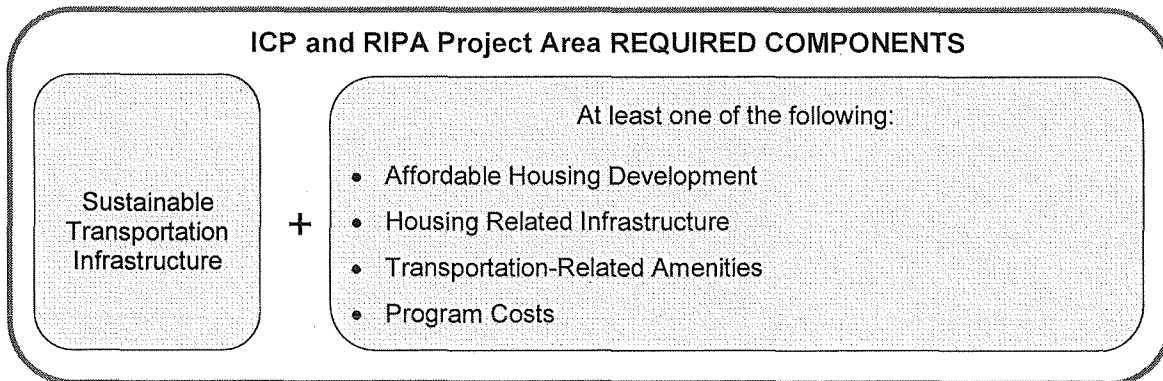 ICP and RIPA Project Area REQUIRED COMPONENTS
Sustainable
Transportation
Infrastructure
+
At least one of the following:
• Affordable Housing Development
• Housing Related Infrastructure
• Transportation-Related Amenities
• Program Costs